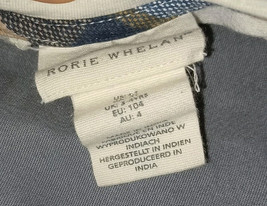 RORIE WHELAN
EU: 104
AU: 4
WYPRODUKOWANO W
INDIACH
HERGESTELLT IN INDIEN
GEPRODUCEERD IN
INDIA